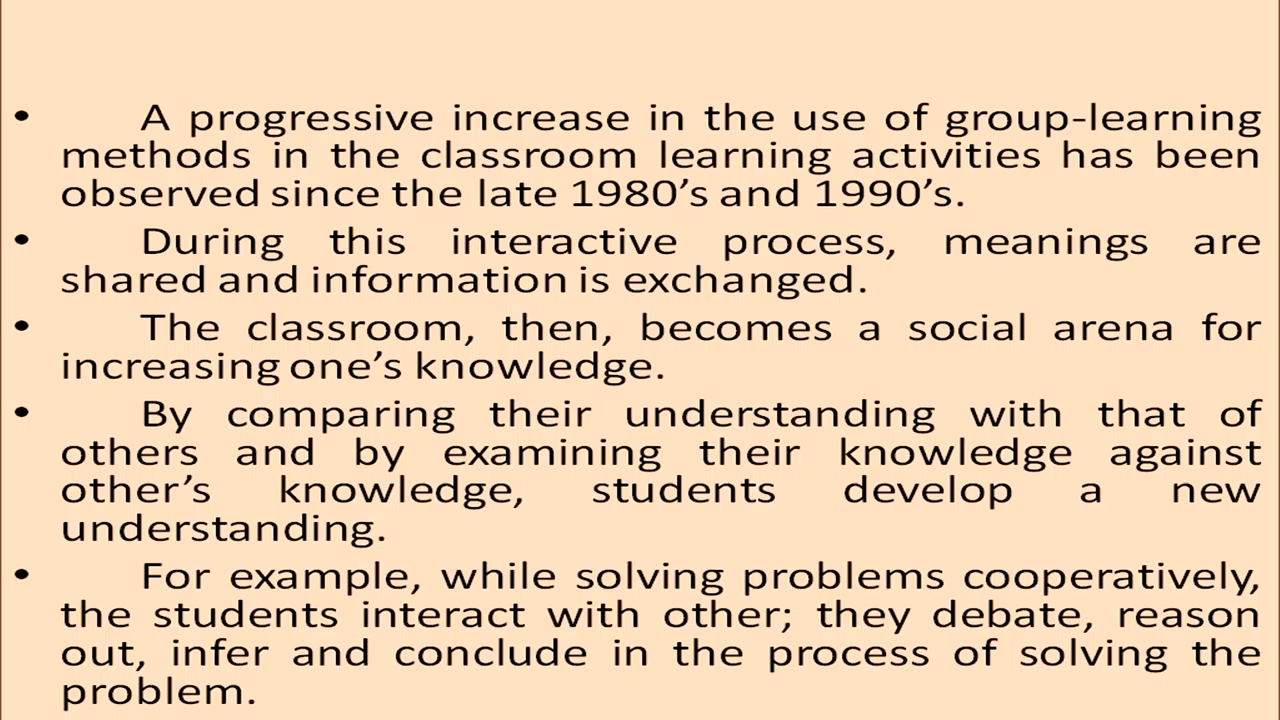 • A progressive increase in the use of group-learning
methods in the classroom learning activities has been
observed since the late 1980’s and 1990’s.
• During this interactive process, meanings are
shared and information is exchanged.
• The classroom, then, becomes a social arena for
increasing one’s knowledge.
• By comparing their understanding with that of
others and by examining their knowledge against
other’s knowledge, students develop a new
understanding.
• For example, while solving problems cooperatively,
the students interact with other; they debate, reason
out, infer and conclude in the process of solving the
problem.